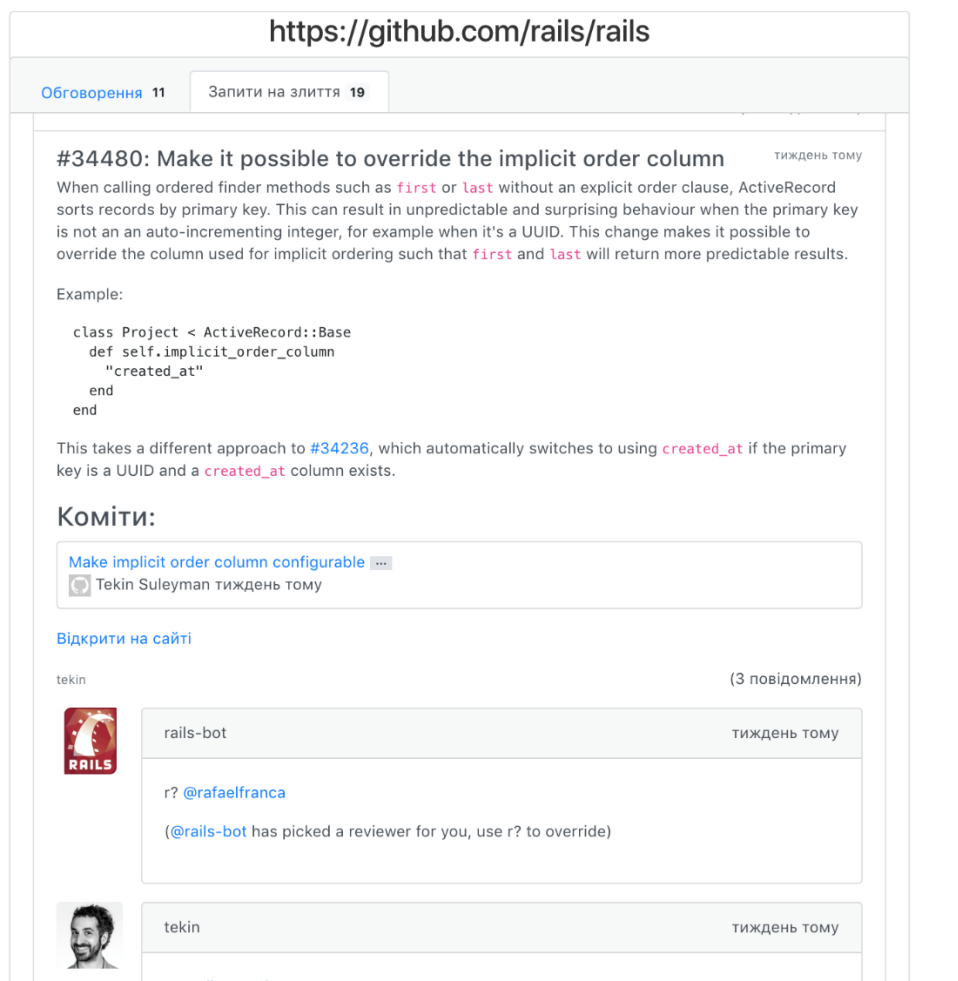 https://github.com/rails/rails
Обговорення 11
Запити на злиття 19
#34480: Make it possible to override the implicit order column
тиждень тому
When calling ordered finder methods such as first or last without an explicit order clause, ActiveRecord
sorts records by primary key. This can result in unpredictable and surprising behaviour when the primary key
is not an an auto-incrementing integer, for example when it's a UUID. This change makes it possible to
override the column used for implicit ordering such that first and last will return more predictable results.
Example:
class Project < ActiveRecord::Base
  def self.implicit_order_column
    "created_at"
  end
end
This takes a different approach to #34236, which automatically switches to using created_at if the primary
key is a UUID and a created_at column exists.
Коміти:
Make implicit order column configurable ...
Tekin Suleyman тиждень тому
Відкрити на сайті
tekin
(3 повідомлення)
RAILS
rails-bot
тиждень тому
r? @rafaelfranca
(@rails-bot has picked a reviewer for you, use r? to override)
tekin
тиждень тому